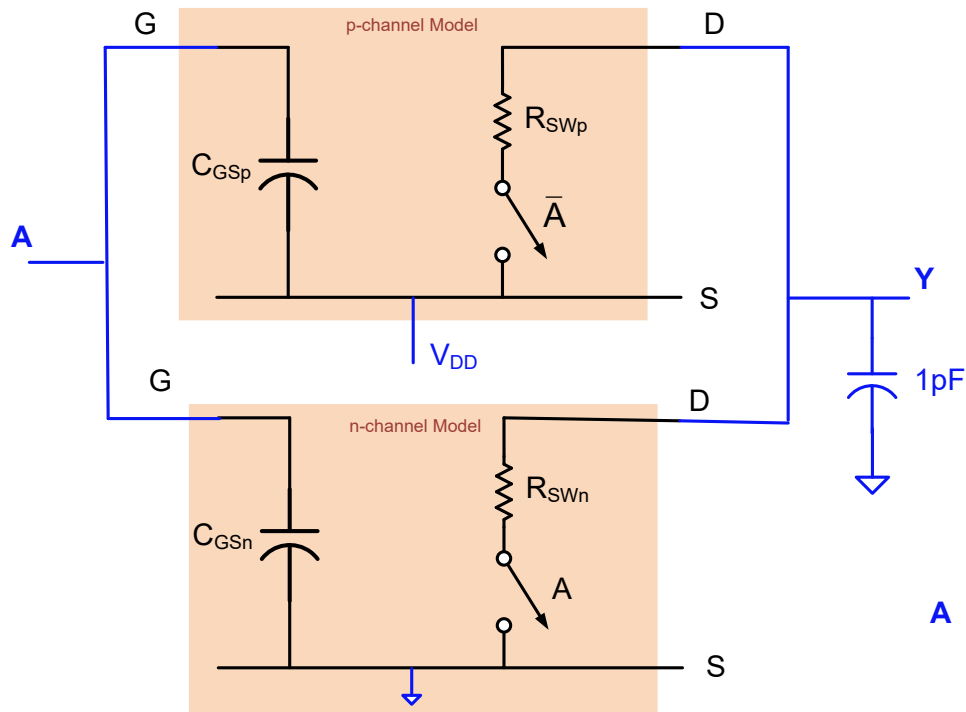 G
p-channel Model
D
R_SWp
C_GSp
A̅
A
Y
S
V_DD
1pF
G
D
n-channel Model
R_SWn
C_GSn
A
A
S